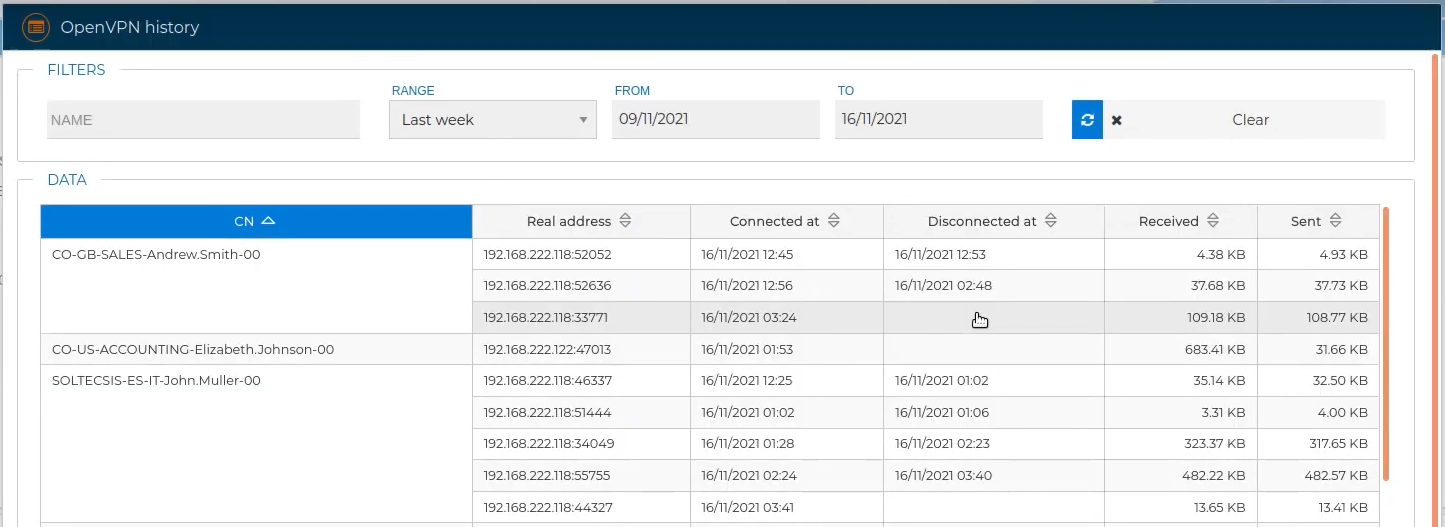 OpenVPN history
FILTERS
RANGE FROM TO
NAME Last week 09/11/2021 16/11/2021 Clear
DATA
CN Real address Connected at Disconnected at Received Sent
CO-GB-SALES-Andrew.Smith-00 192.168.222.118:52052 16/11/2021 12:45 16/11/2021 12:53 4.38 KB 4.93 KB
192.168.222.118:52636 16/11/2021 12:56 16/11/2021 02:48 37.68 KB 37.73 KB
192.168.222.118:33771 16/11/2021 03:24 109.18 KB 108.77 KB
CO-US-ACCOUNTING-Elizabeth.Johnson-00 192.168.222.122:47013 16/11/2021 01:53 683.41 KB 31.66 KB
SOLTECSIS-ES-IT-John.Muller-00 192.168.222.118:46337 16/11/2021 12:25 16/11/2021 01:02 35.14 KB 32.50 KB
192.168.222.118:51444 16/11/2021 01:02 16/11/2021 01:06 3.31 KB 4.00 KB
192.168.222.118:34049 16/11/2021 01:28 16/11/2021 02:23 323.37 KB 317.65 KB
192.168.222.118:55755 16/11/2021 02:24 16/11/2021 03:40 482.22 KB 482.57 KB
192.168.222.118:44327 16/11/2021 03:41 13.65 KB 13.41 KB